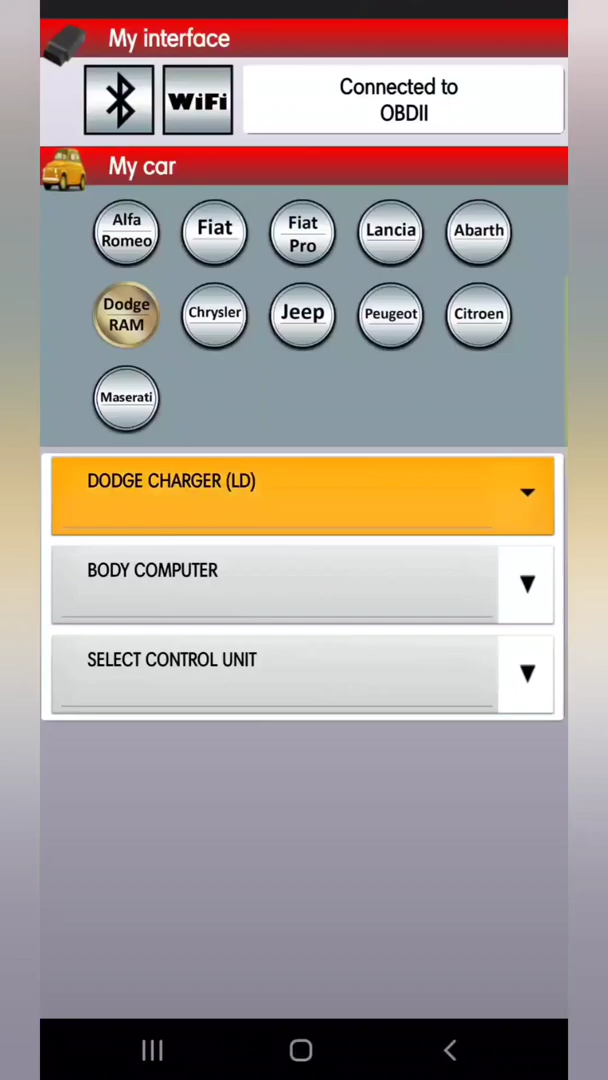 My interface
WiFi
Connected to
OBDII
My car
Alfa
Romeo
Fiat
Fiat
Pro
Lancia
Abarth
Dodge
RAM
Chrysler
Jeep
Peugeot
Citroen
Maserati
DODGE CHARGER (LD)
BODY COMPUTER
SELECT CONTROL UNIT